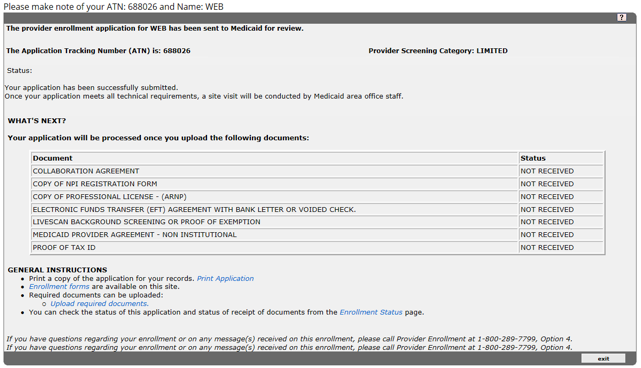 Please make note of your ATN: 688026 and Name: WEB
?
The provider enrollment application for WEB has been sent to Medicaid for review.
The Application Tracking Number (ATN) is: 688026 Provider Screening Category: LIMITED
Status:
Your application has been successfully submitted.
Once your application meets all technical requirements, a site visit will be conducted by Medicaid area office staff.
WHAT'S NEXT?
Your application will be processed once you upload the following documents:
Document Status
COLLABORATION AGREEMENT NOT RECEIVED
COPY OF NPI REGISTRATION FORM NOT RECEIVED
COPY OF PROFESSIONAL LICENSE - (ARNP) NOT RECEIVED
ELECTRONIC FUNDS TRANSFER (EFT) AGREEMENT WITH BANK LETTER OR VOIDED CHECK. NOT RECEIVED
LIVESCAN BACKGROUND SCREENING OR PROOF OF EXEMPTION NOT RECEIVED
MEDICAID PROVIDER AGREEMENT - NON INSTITUTIONAL NOT RECEIVED
PROOF OF TAX ID NOT RECEIVED
GENERAL INSTRUCTIONS
• Print a copy of the application for your records. Print Application
• Enrollment forms are available on this site.
• Required documents can be uploaded:
○ Upload required documents.
• You can check the status of this application and status of receipt of documents from the Enrollment Status page.
If you have questions regarding your enrollment or on any message(s) received on this enrollment, please call Provider Enrollment at 1-800-289-7799, Option 4.
If you have questions regarding your enrollment or on any message(s) received on this enrollment, please call Provider Enrollment at 1-800-289-7799, Option 4.
exit